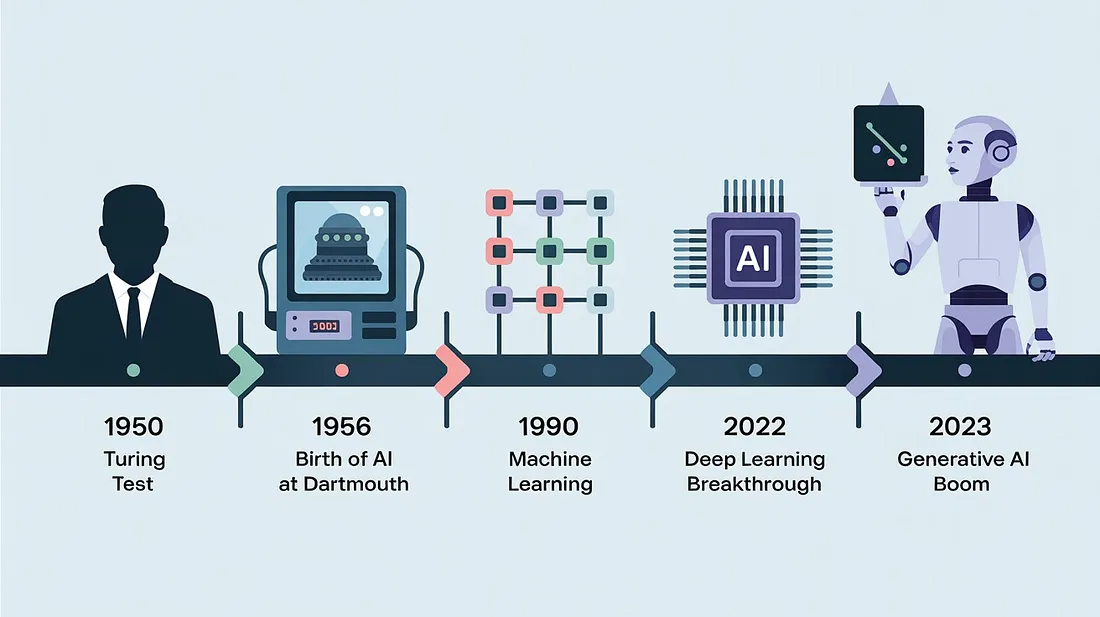 AI
1950
Turing
Test
1956
Birth of AI
at Dartmouth
1990
Machine
Learning
2022
Deep Learning
Breakthrough
2023
Generative AI
Boom